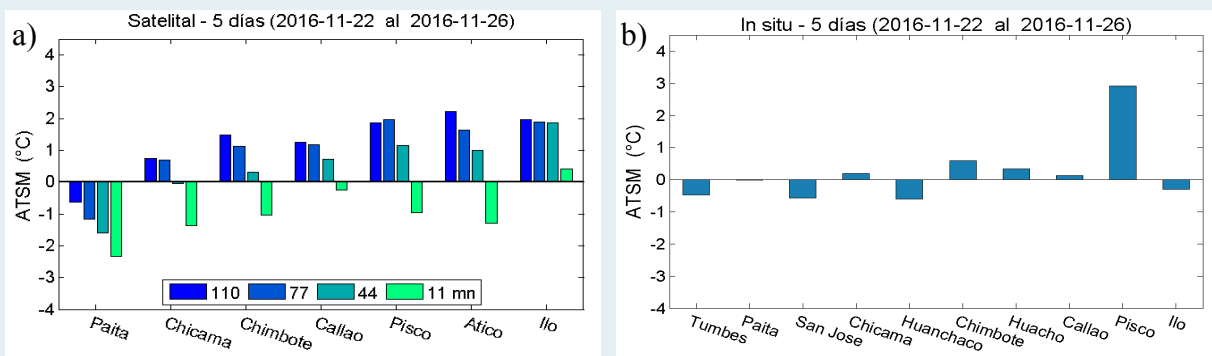 a)
Satelital - 5 días (2016-11-22 al 2016-11-26)
ATSM (°C)
4
3
2
1
0
-1
-2
-3
-4
110 77 44 11 mn
Paita Chicama Chimbote Callao Pisco Atico Ilo
b)
In situ - 5 días (2016-11-22 al 2016-11-26)
ATSM (°C)
4
3
2
1
0
-1
-2
-3
-4
Tumbes Paita San Jose Chicama Huanchaco Chimbote Huacho Callao Pisco Ilo